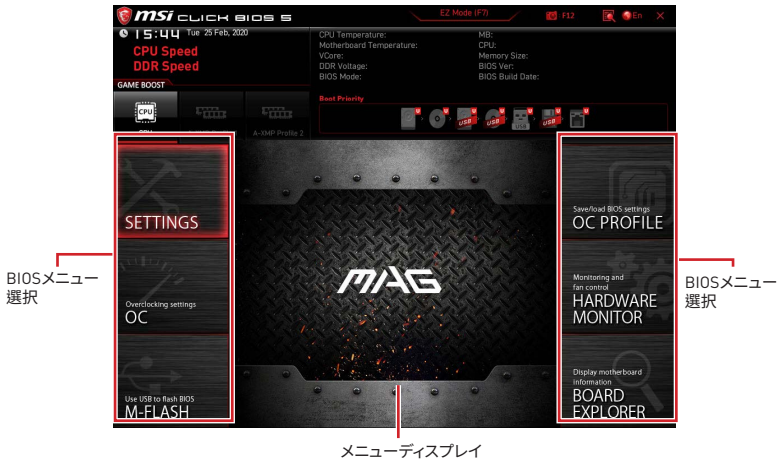 msi CLICK BIOS 5
EZ Mode (F7)
F12
En
15:44 Tue 25 Feb, 2020
CPU Speed
DDR Speed
CPU Temperature:
Motherboard Temperature:
VCore:
DDR Voltage:
BIOS Mode:
MB:
CPU:
Memory Size:
BIOS Ver:
BIOS Build Date:
GAME BOOST
CPU
A-XMP Profile 2
Boot Priority
U
U
USB U
USB U
USB U
USB U
U
SETTINGS
Overclocking settings
OC
Use USB to flash BIOS
M-FLASH
MAG
Save/load BIOS settings
OC PROFILE
Monitoring and
fan control
HARDWARE
MONITOR
Display motherboard
information
BOARD
EXPLORER
BIOSメニュー
選択
BIOSメニュー
選択
メニューディスプレイ